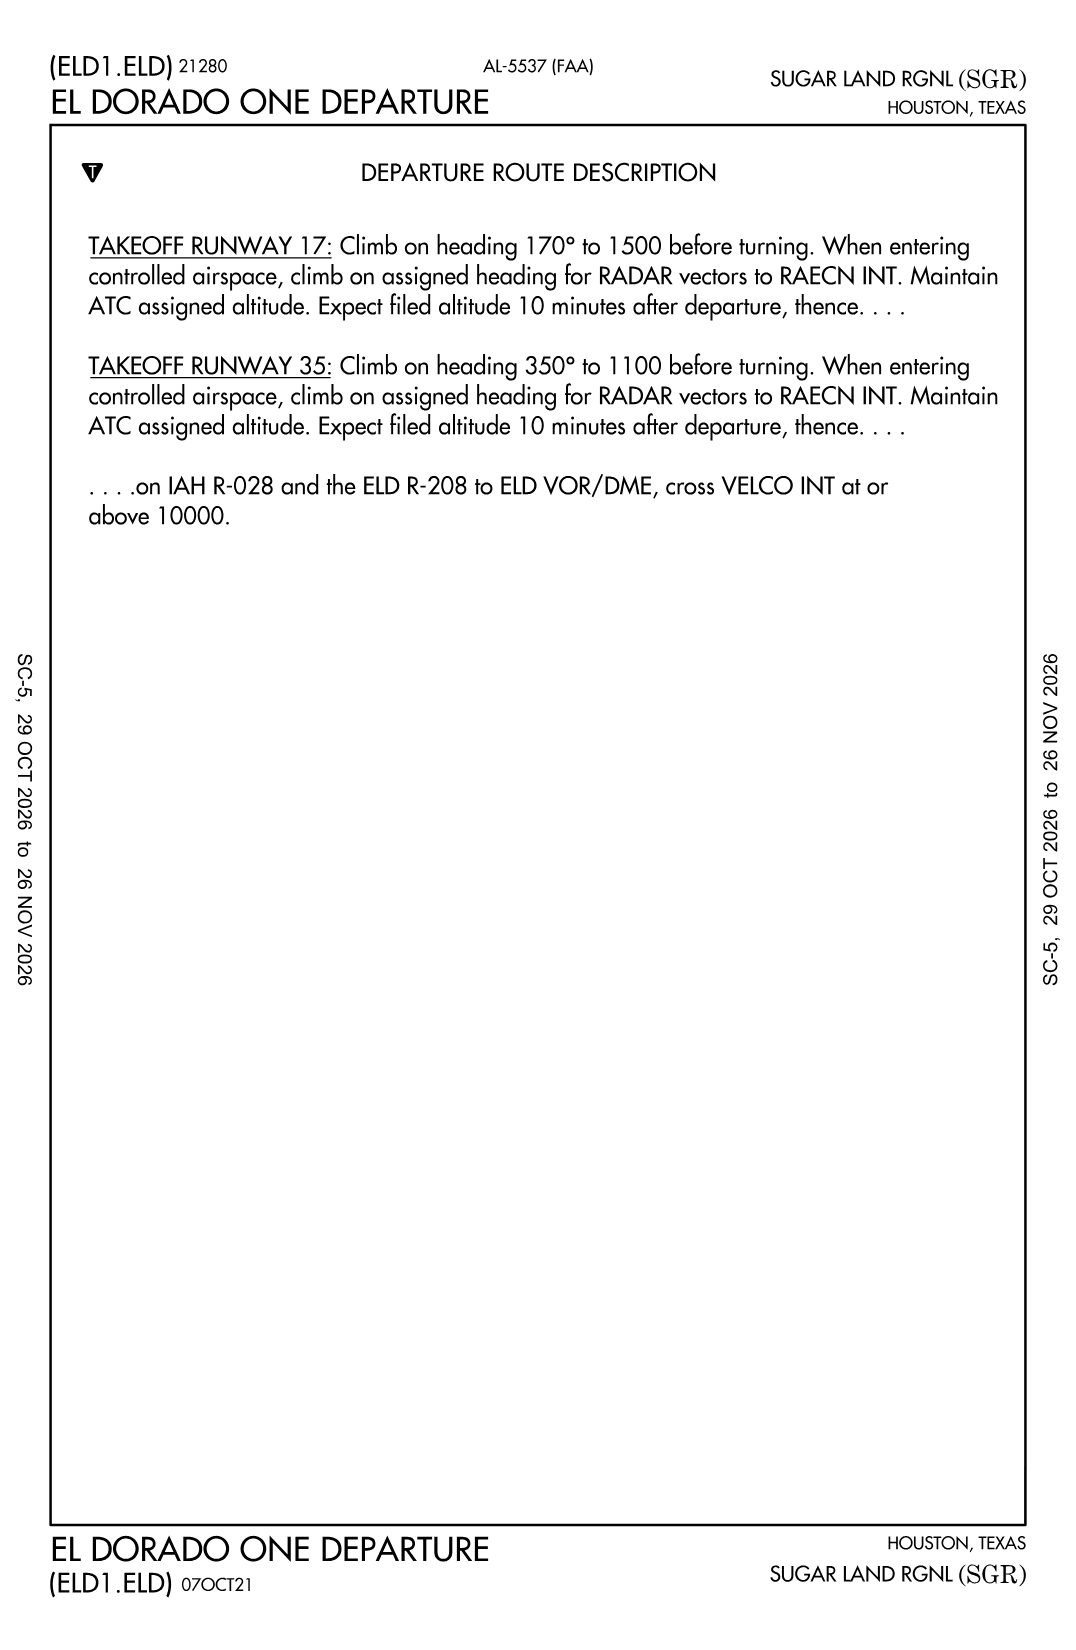 (ELD1.ELD) 21280
AL-5537 (FAA)
SUGAR LAND RGNL (SGR)
EL DORADO ONE DEPARTURE
HOUSTON, TEXAS
T
DEPARTURE ROUTE DESCRIPTION
TAKEOFF RUNWAY 17: Climb on heading 170° to 1500 before turning. When entering
controlled airspace, climb on assigned heading for RADAR vectors to RAECN INT. Maintain
ATC assigned altitude. Expect filed altitude 10 minutes after departure, thence. . . .
TAKEOFF RUNWAY 35: Climb on heading 350° to 1100 before turning. When entering
controlled airspace, climb on assigned heading for RADAR vectors to RAECN INT. Maintain
ATC assigned altitude. Expect filed altitude 10 minutes after departure, thence. . . .
. . . .on IAH R-028 and the ELD R-208 to ELD VOR/DME, cross VELCO INT at or
above 10000.
SC-5, 29 OCT 2026 to 26 NOV 2026
SC-5, 29 OCT 2026 to 26 NOV 2026
EL DORADO ONE DEPARTURE
HOUSTON, TEXAS
(ELD1.ELD) 07OCT21
SUGAR LAND RGNL (SGR)